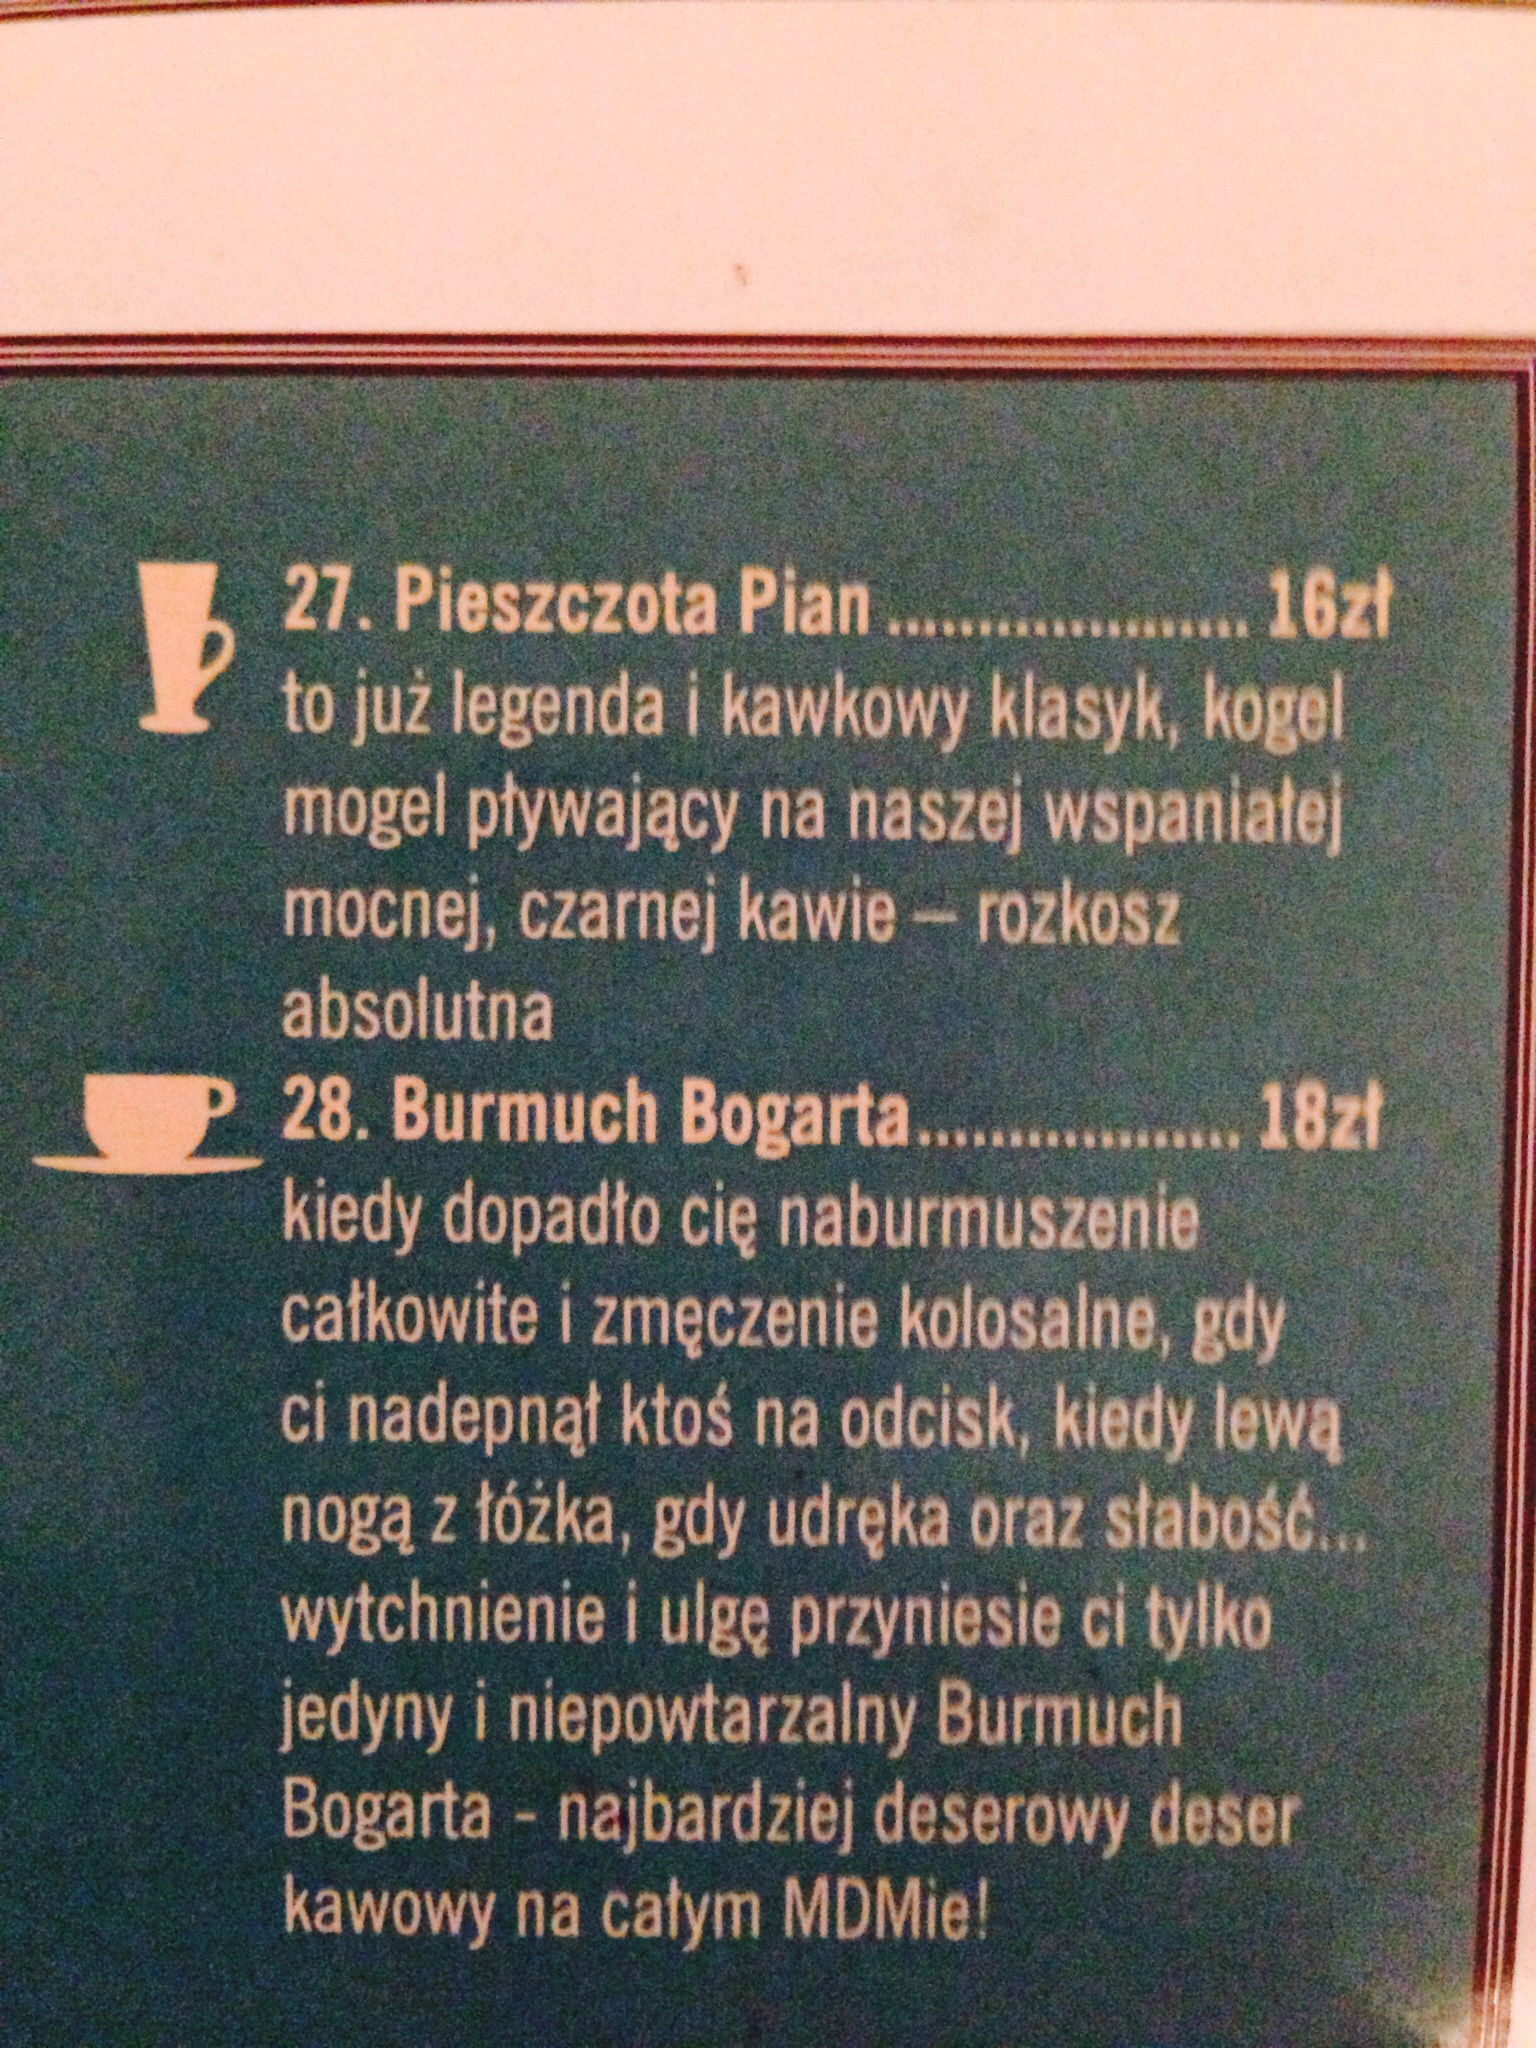 27. Pieszczota Pian ................... 16zł
to już legenda i kawkowy klasyk, kogel
mogel pływający na naszej wspaniałej
mocnej, czarnej kawie – rozkosz
absolutna
28. Burmuch Bogarta................. 18zł
kiedy dopadło cię naburmuszenie
całkowite i zmęczenie kolosalne, gdy
ci nadepnął ktoś na odcisk, kiedy lewą
nogą z łóżka, gdy udręka oraz słabość...
wytchnienie i ulgę przyniesie ci tylko
jedyny i niepowtarzalny Burmuch
Bogarta - najbardziej deserowy deser
kawowy na całym MDMie!